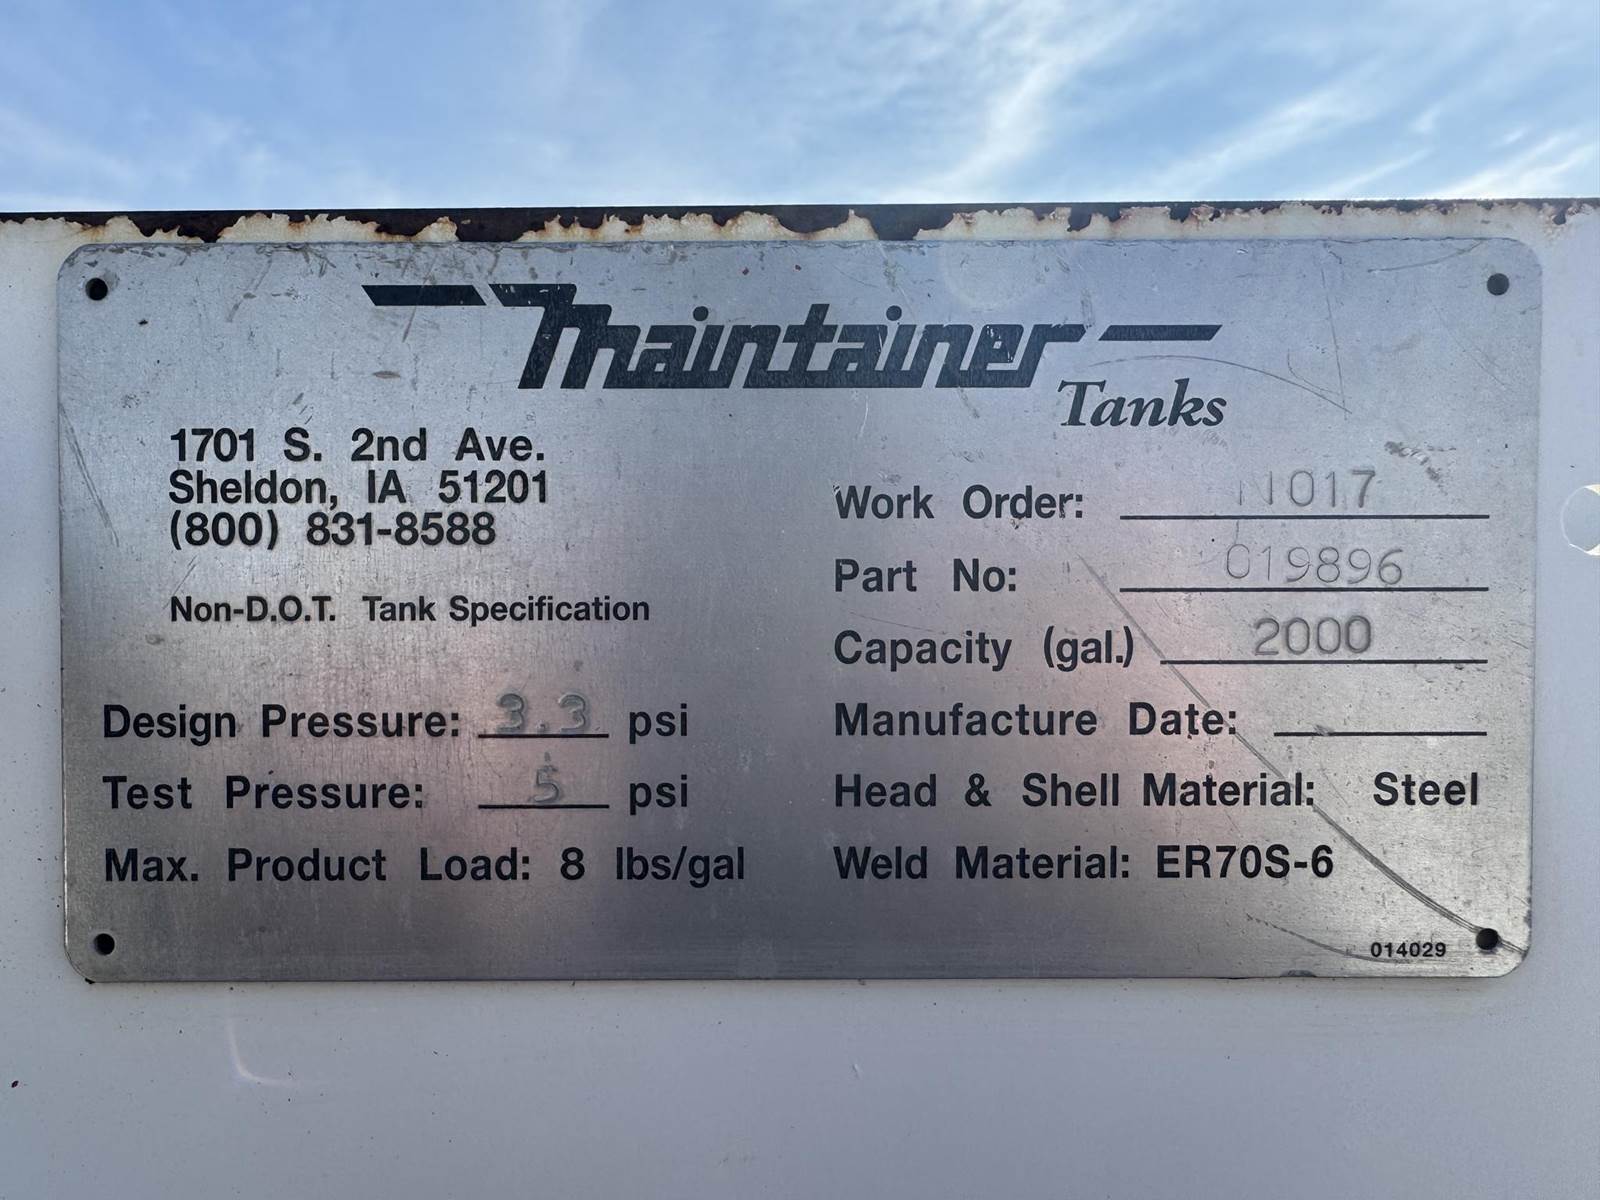 Maintainer
Tanks
1701 S. 2nd Ave.
Sheldon, IA 51201
(800) 831-8588
Non-D.O.T. Tank Specification
Design Pressure: 3.3 psi
Test Pressure: 5 psi
Max. Product Load: 8 lbs/gal
Work Order:
Part No: 019896
Capacity (gal.) 2000
Manufacture Date:
Head & Shell Material: Steel
Weld Material: ER70S-6
014029